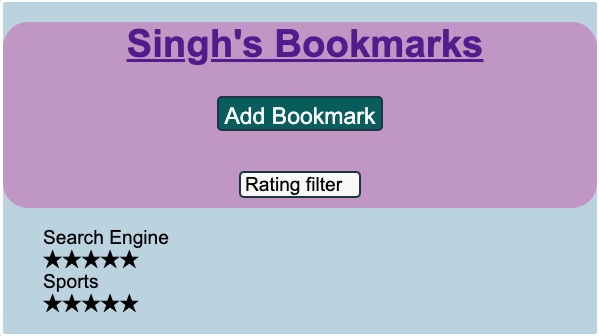 Singh's Bookmarks
Add Bookmark
Rating filter
Search Engine
★★★★★
Sports
★★★★★